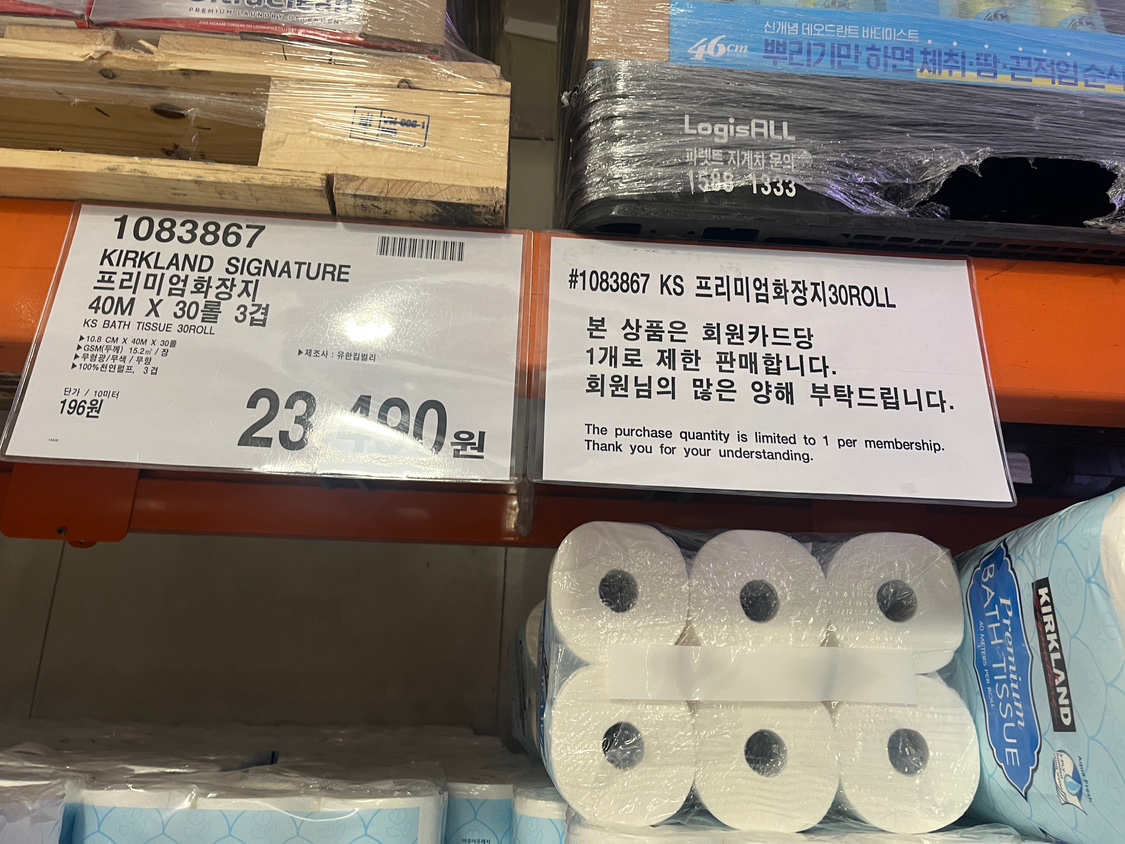 PREMIUM LAUNDRY DETERGENT
46cm
신개념 데오드란트 바디미스트
뿌리기만 하면 체취·땀·끈적임 손
LogisALL
파렛트 지게차 문의
1588 1333
1083867
KIRKLAND SIGNATURE
프리미엄화장지
40M X 30롤 3겹
KS BATH TISSUE 30ROLL
▶10.8 CM X 40M X 30롤
▶GSM(두께) 15.2㎡/장
▶무형광/무색/무향
▶100%천연펄프, 3겹
▶제조사 : 유한킴벌리
단가 / 10미터
196원
23,490원
#1083867 KS 프리미엄화장지30ROLL
본 상품은 회원카드당
1개로 제한 판매합니다.
회원님의 많은 양해 부탁드립니다.
The purchase quantity is limited to 1 per membership.
Thank you for your understanding.
KIRKLAND
Premium
BATH TISSUE
40 METERS PER ROLL